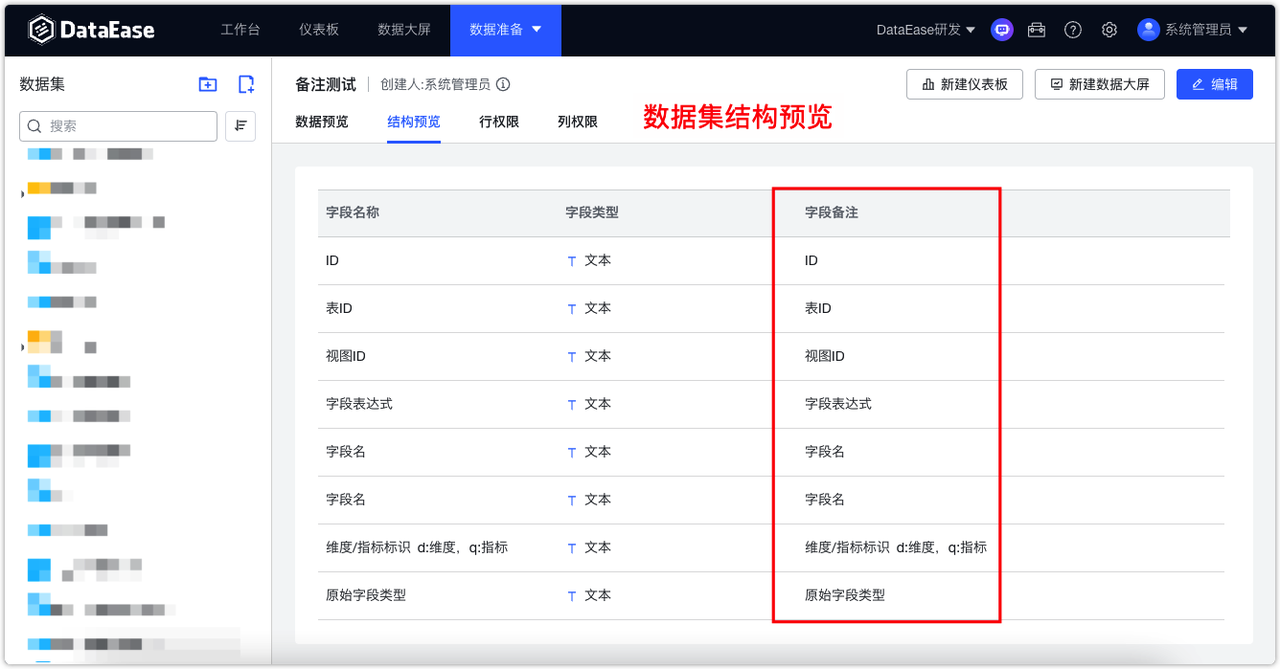 DataEase 工作台 仪表板 数据大屏 数据准备 DataEase研发 系统管理员
数据集
搜索
备注测试 创建人:系统管理员 新建仪表板 新建数据大屏 编辑
数据预览 结构预览 行权限 列权限 数据集结构预览
字段名称 字段类型 字段备注
ID T 文本 ID
表ID T 文本 表ID
视图ID T 文本 视图ID
字段表达式 T 文本 字段表达式
字段名 T 文本 字段名
字段名 T 文本 字段名
维度/指标标识 d:维度，q:指标 T 文本 维度/指标标识 d:维度，q:指标
原始字段类型 T 文本 原始字段类型